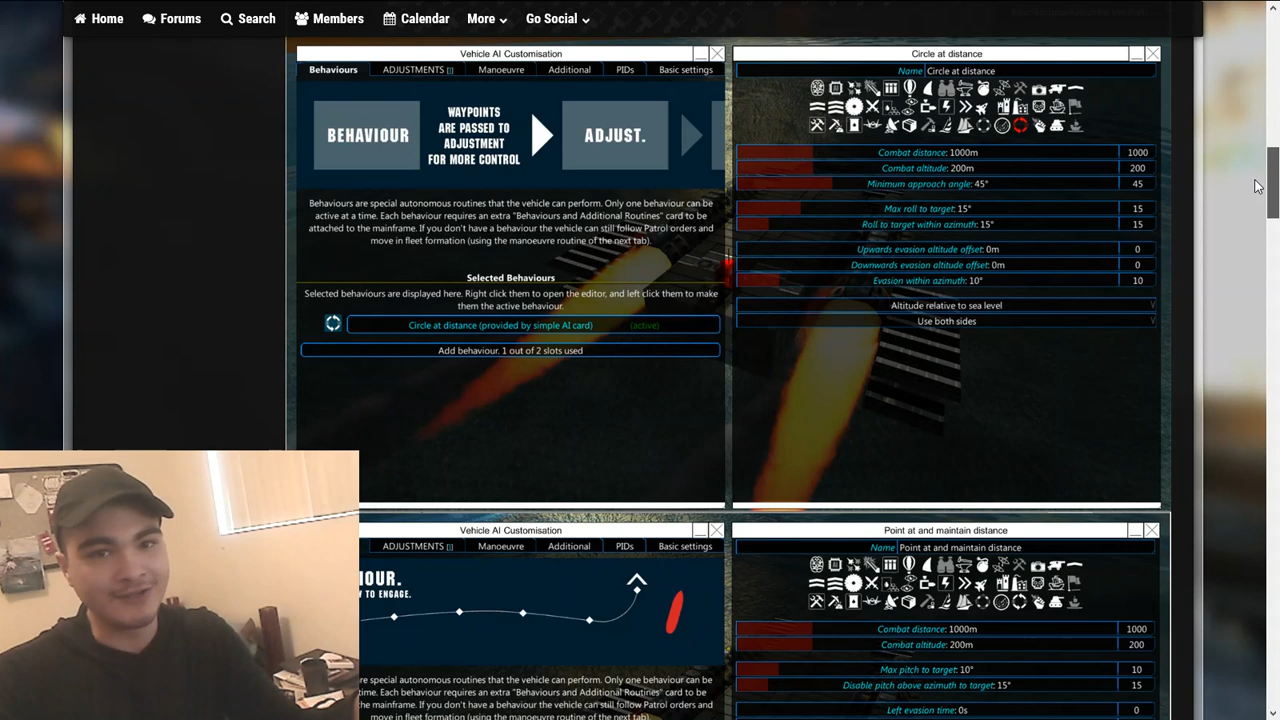 Home Forums Search Members Calendar More Go Social
Vehicle AI Customisation
Behaviours ADJUSTMENTS [] Manoeuvre Additional PIDs Basic settings
BEHAVIOUR
WAYPOINTS
ARE PASSED TO
ADJUSTMENT
FOR MORE CONTROL
ADJUST.
Behaviours are special autonomous routines that the vehicle can perform. Only one behaviour can be
active at a time. Each behaviour requires an extra "Behaviours and Additional Routines" card to be
attached to the mainframe. If you don't have a behaviour the vehicle can still follow Patrol orders and
move in fleet formation (using the manoeuvre routine of the next tab).
Selected Behaviours
Selected behaviours are displayed here. Right click them to open the editor, and left click them to make
them the active behaviour.
Circle at distance (provided by simple AI card) (active)
Add behaviour. 1 out of 2 slots used
Circle at distance
Name Circle at distance
Combat distance: 1000m 1000
Combat altitude: 200m 200
Minimum approach angle: 45° 45
Max roll to target: 15° 15
Roll to target within azimuth: 15° 15
Upwards evasion altitude offset: 0m 0
Downwards evasion altitude offset: 0m 0
Evasion within azimuth: 10° 10
Altitude relative to sea level
Use both sides
Vehicle AI Customisation
ADJUSTMENTS [] Manoeuvre Additional PIDs Basic settings
IOUR.
W TO ENGAGE.
re special autonomous routines that the vehicle can perform. Only one behaviour can be
time. Each behaviour requires an extra "Behaviours and Additional Routines" card to be
the mainframe. If you don't have a behaviour the vehicle can still follow Patrol orders and
Point at and maintain distance
Name Point at and maintain distance
Combat distance: 1000m 1000
Combat altitude: 200m 200
Max pitch to target: 10° 10
Disable pitch above azimuth to target: 15° 15
Left evasion time: 0s 0